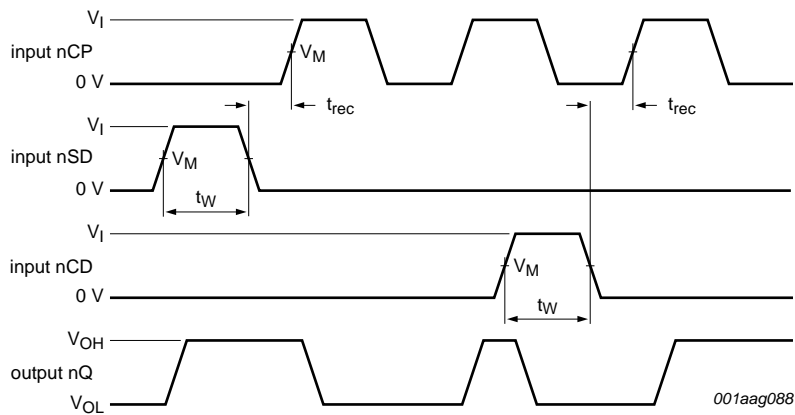 V_I
input nCP
V_M
0 V
t_rec
t_rec
V_I
input nSD
V_M
0 V
t_W
V_I
input nCD
V_M
0 V
t_W
V_OH
output nQ
V_OL
001aag088